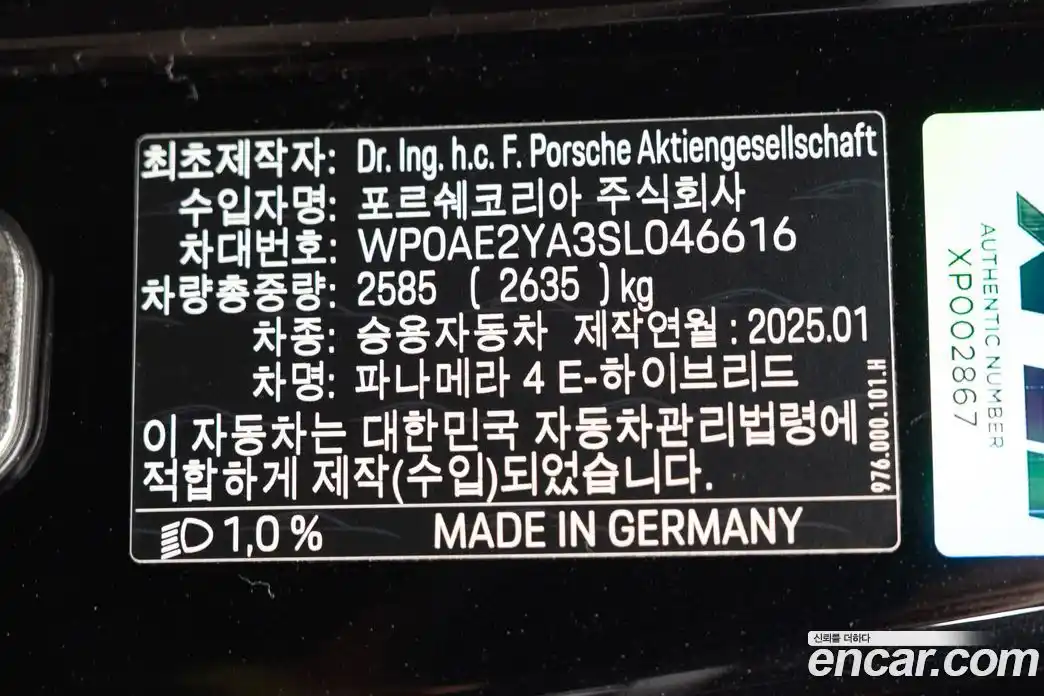 최초제작자: Dr. Ing. h.c. F. Porsche Aktiengesellschaft
수입자명: 포르쉐코리아 주식회사
차대번호: WP0AE2YA3SL046616
차량총중량: 2585 ( 2635 ) kg
차종: 승용자동차 제작연월 : 2025.01
차명: 파나메라 4 E-하이브리드
이 자동차는 대한민국 자동차관리법령에
적합하게 제작(수입)되었습니다.
976.000.101.H
1,0 % MADE IN GERMANY
AUTHENTIC NUMBER
XP002867
신뢰를 더하다
encar.com